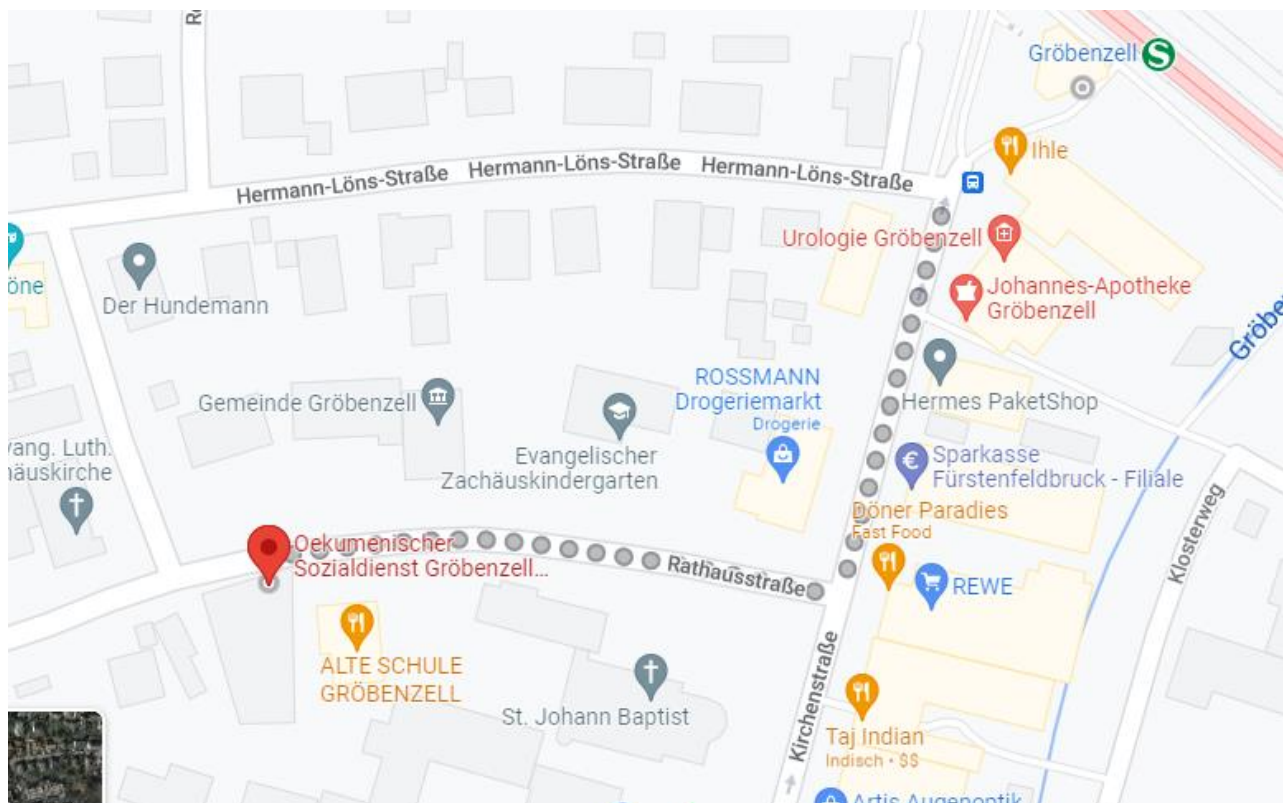 Gröbenzell
S
Ihle
Hermann-Löns-Straße
Hermann-Löns-Straße
Hermann-Löns-Straße
Urologie Gröbenzell
öne
Der Hundemann
Johannes-Apotheke
Gröbenzell
ROSSMANN
Drogeriemarkt
Drogerie
Hermes PaketShop
Gemeinde Gröbenzell
vang. Luth.
häuskirche
Evangelischer
Zachäuskindergarten
€
Sparkasse
Fürstenfeldbruck - Filiale
Döner Paradies
Fast Food
Klosterweg
Oekumenischer
Sozialdienst Gröbenzell...
Rathausstraße
REWE
ALTE SCHULE
GRÖBENZELL
St. Johann Baptist
Kirchenstraße
Taj Indian
Indisch • $$
Artis Augenoptik